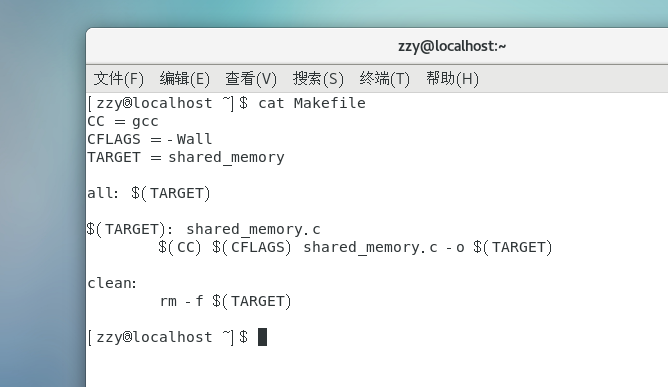 zzy@localhost:~
文件(F) 编辑(E) 查看(V) 搜索(S) 终端(T) 帮助(H)
[zzy@localhost ~]$ cat Makefile
CC = gcc
CFLAGS = -Wall
TARGET = shared_memory
all: $(TARGET)
$(TARGET): shared_memory.c
        $(CC) $(CFLAGS) shared_memory.c -o $(TARGET)
clean:
        rm -f $(TARGET)
[zzy@localhost ~]$